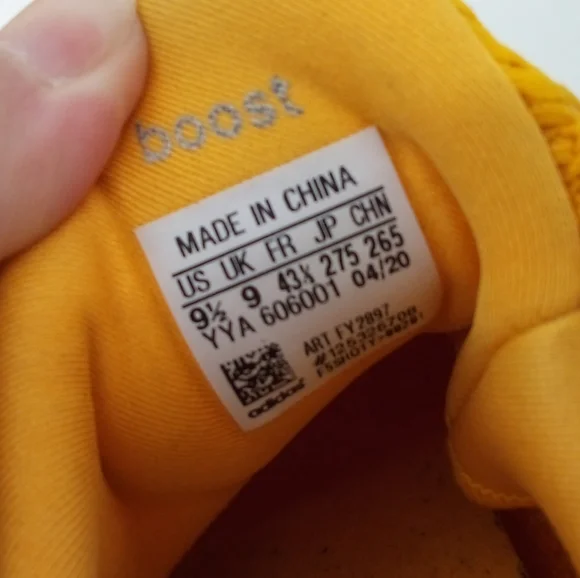 boost
MADE IN CHINA
US UK FR JP CHN
9½ 9 43⅓ 275 265
YYA 606001 04/20
ART FY2897
adidas